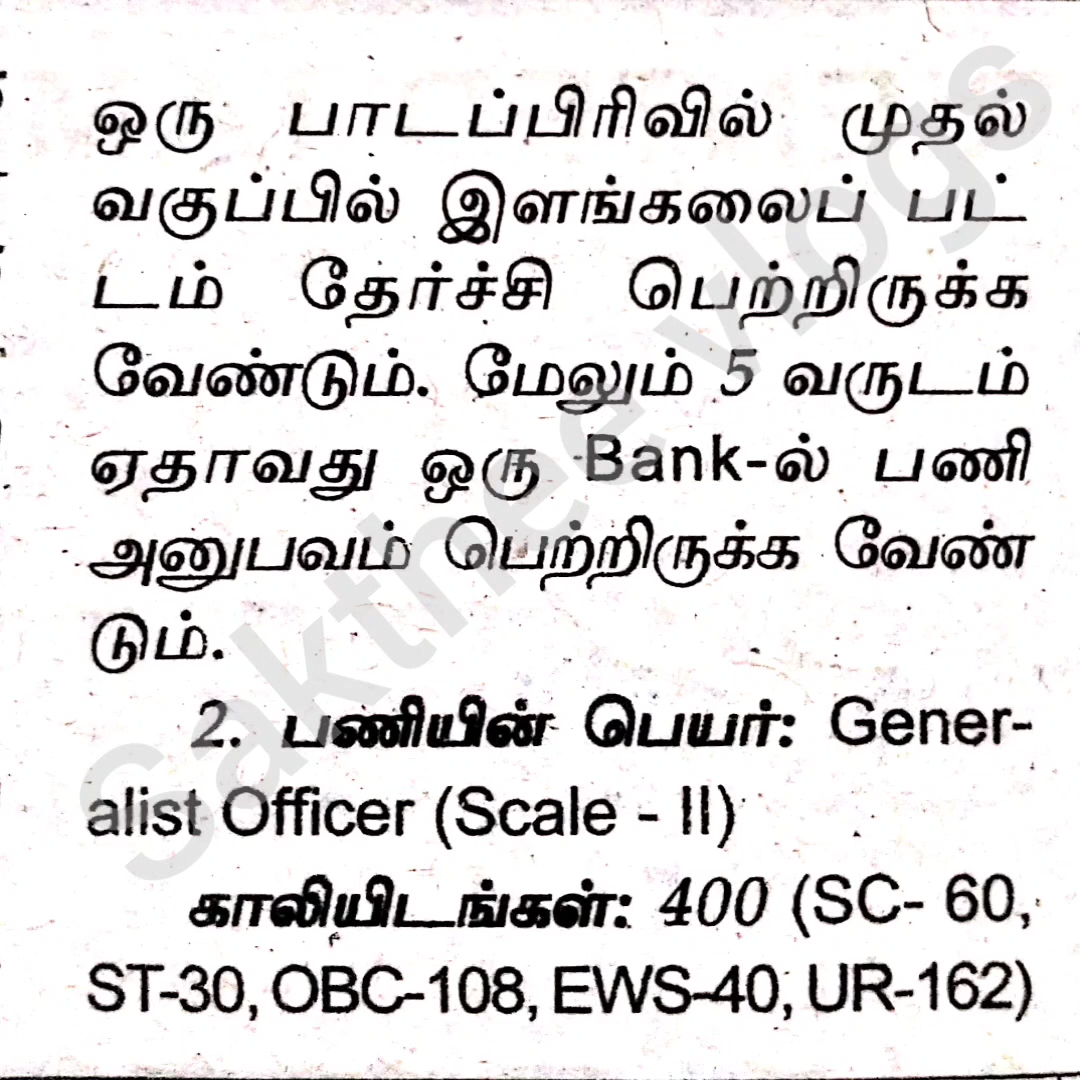 ஒரு பாடப்பிரிவில் முதல்
வகுப்பில் இளங்கலைப் பட்
டம் தேர்ச்சி பெற்றிருக்க
வேண்டும். மேலும் 5 வருடம்
ஏதாவது ஒரு Bank-ல் பணி
அனுபவம் பெற்றிருக்க வேண்
டும்.
2. பணியின் பெயர்: Gener-
alist Officer (Scale - II)
காலியிடங்கள்: 400 (SC- 60,
ST-30, OBC-108, EWS-40, UR-162)
Sakthee vlogs